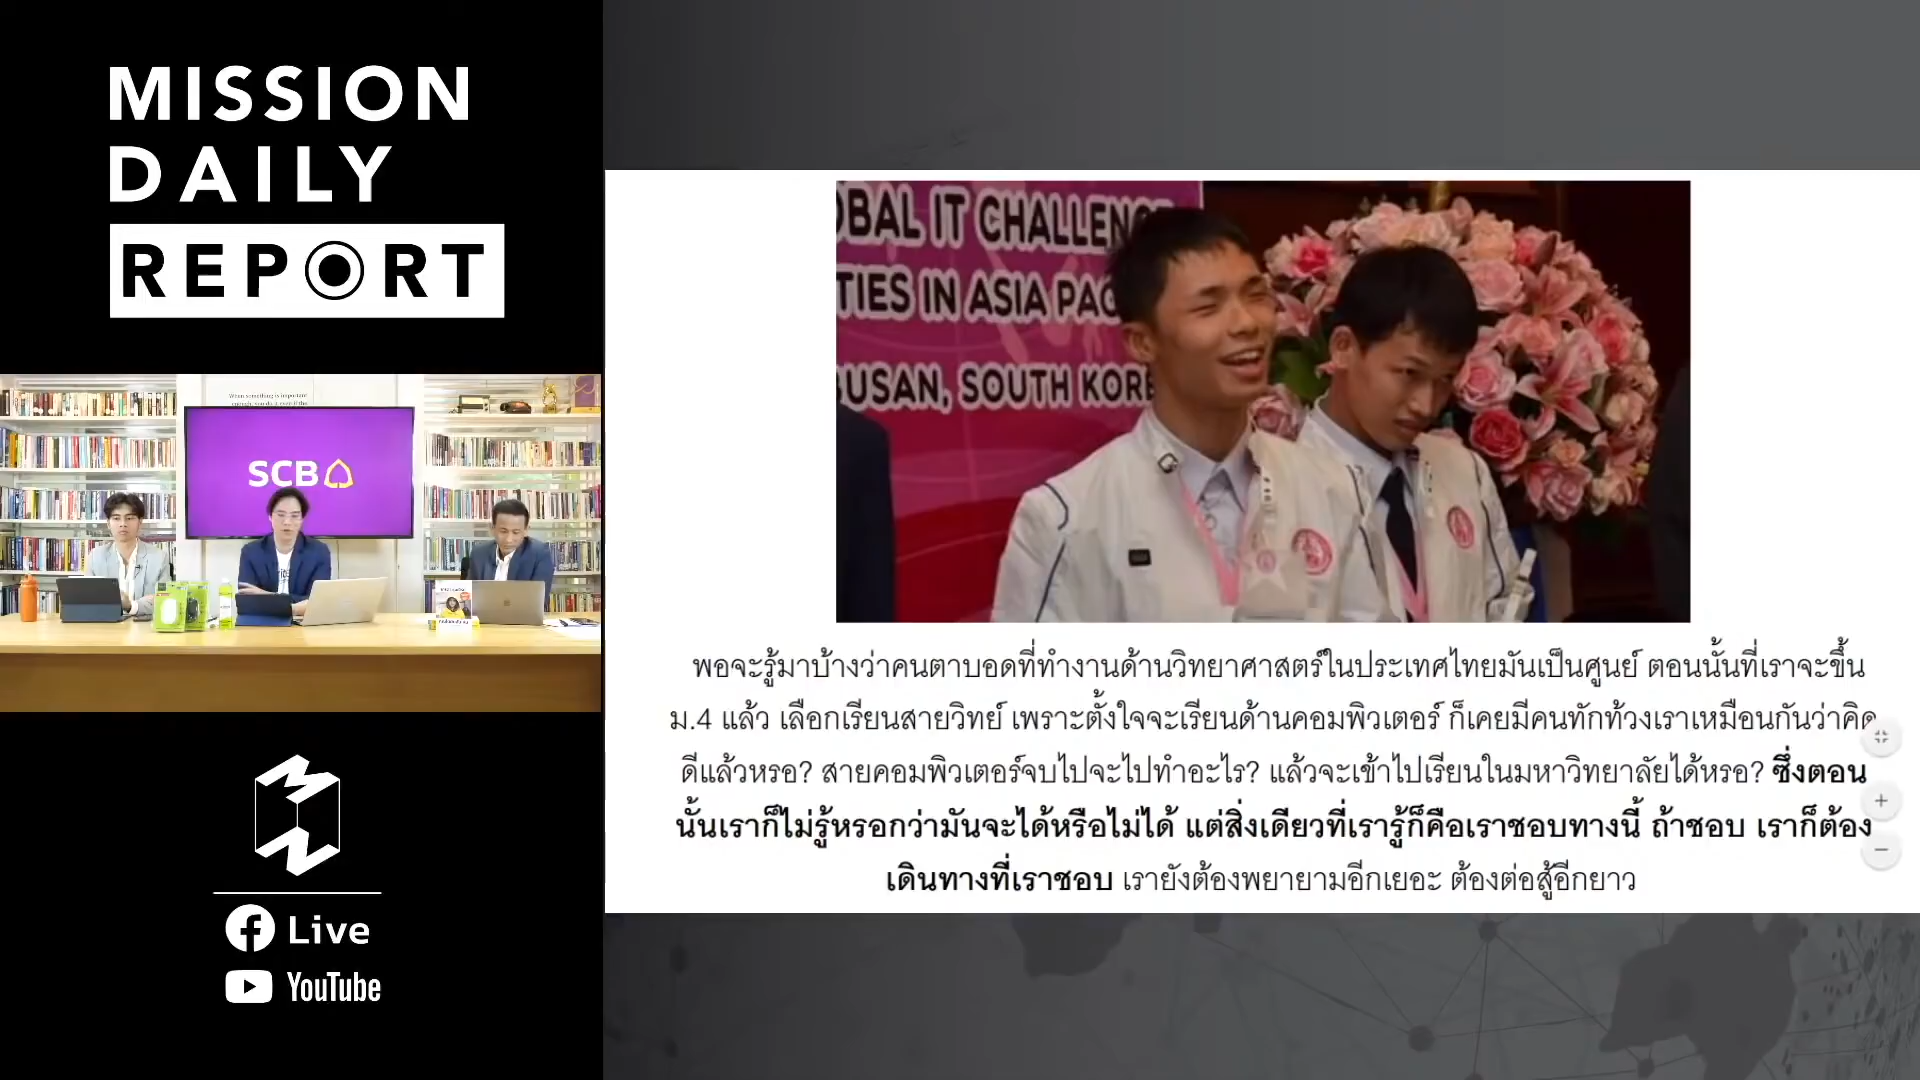 MISSION
DAILY
REPORT
When something is important
enough, you do it even if the
SCB
Live
YouTube
OBAL IT CHALLENGE
TIES IN ASIA PAC
BUSAN, SOUTH KORE
พอจะรู้มาบ้างว่าคนตาบอดที่ทำงานด้านวิทยาศาสตร์ในประเทศไทยมันเป็นศูนย์ ตอนนั้นที่เราจะขึ้น
ม.4 แล้ว เลือกเรียนสายวิทย์ เพราะตั้งใจจะเรียนด้านคอมพิวเตอร์ ก็เคยมีคนทักท้วงเราเหมือนกันว่าคิด
ดีแล้วหรอ? สายคอมพิวเตอร์จบไปจะไปทำอะไร? แล้วจะเข้าไปเรียนในมหาวิทยาลัยได้หรอ? ซึ่งตอน
นั้นเราก็ไม่รู้หรอกว่ามันจะได้หรือไม่ได้ แต่สิ่งเดียวที่เรารู้ก็คือเราชอบทางนี้ ถ้าชอบ เราก็ต้อง
เดินทางที่เราชอบ เรายังต้องพยายามอีกเยอะ ต้องต่อสู้อีกยาว